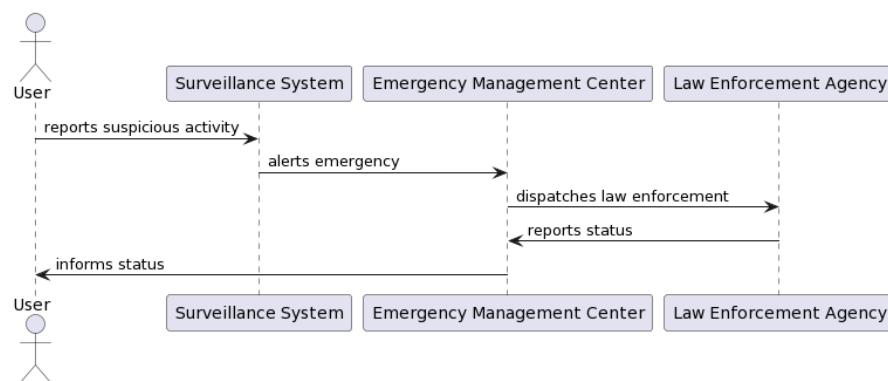 User
Surveillance System
Emergency Management Center
Law Enforcement Agency
reports suspicious activity
alerts emergency
dispatches law enforcement
reports status
informs status
User
Surveillance System
Emergency Management Center
Law Enforcement Agency